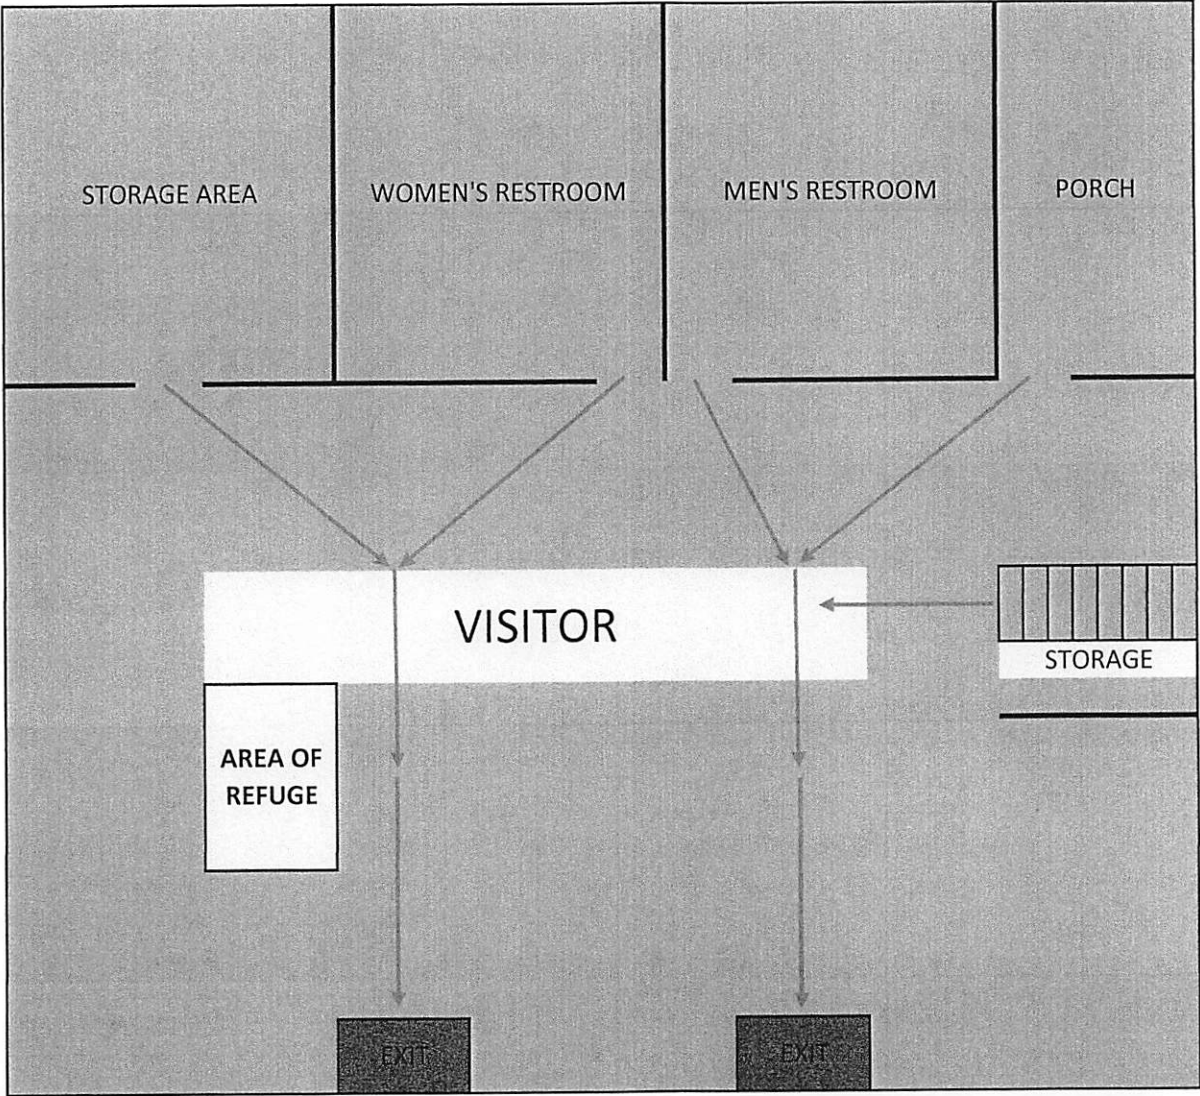 STORAGE AREA
WOMEN'S RESTROOM
MEN'S RESTROOM
PORCH
VISITOR
STORAGE
AREA OF
REFUGE
EXIT
EXIT